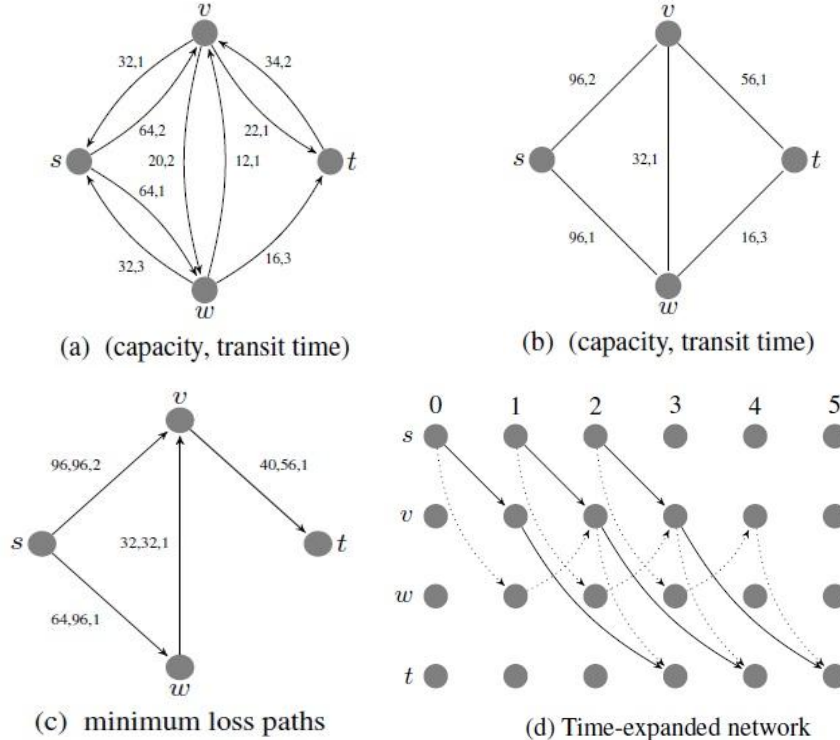 v
32,1
34,2
64,2
22,1
s
20,2
12,1
t
64,1
32,3
16,3
w
(a) (capacity, transit time)
v
96,2
56,1
s
32,1
t
96,1
16,3
w
(b) (capacity, transit time)
v
96,96,2
40,56,1
s
32,32,1
t
64,96,1
w
(c) minimum loss paths
0 1 2 3 4 5
s
v
w
t
(d) Time-expanded network